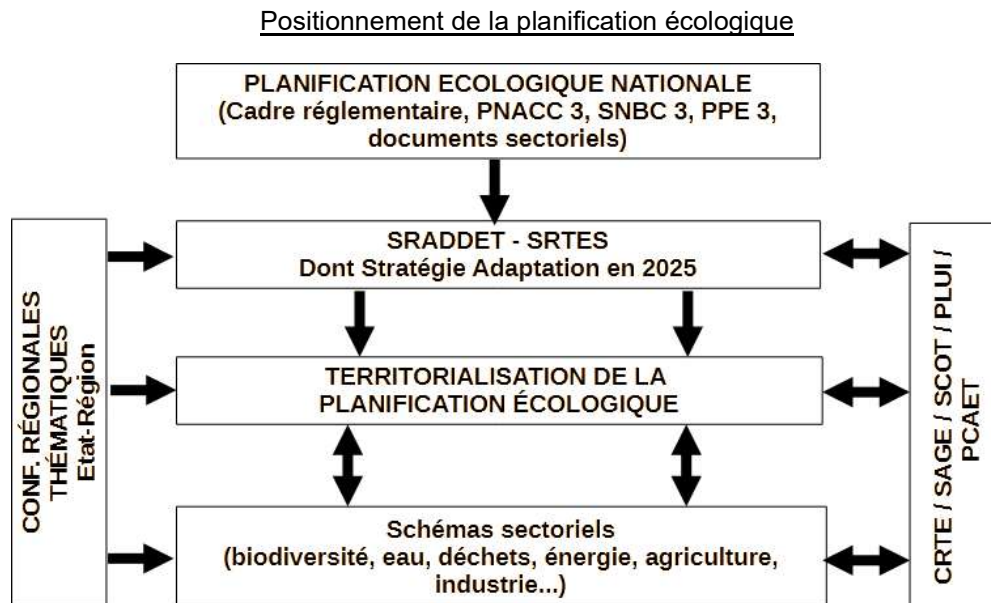 Positionnement de la planification écologique
PLANIFICATION ECOLOGIQUE NATIONALE
(Cadre réglementaire, PNACC 3, SNBC 3, PPE 3,
documents sectoriels)
CONF. RÉGIONALES
THÉMATIQUES
Etat-Région
SRADDET - SRTES
Dont Stratégie Adaptation en 2025
TERRITORIALISATION DE LA
PLANIFICATION ÉCOLOGIQUE
Schémas sectoriels
(biodiversité, eau, déchets, énergie, agriculture,
industrie...)
CRTE / SAGE / SCOT / PLUI /
PCAET